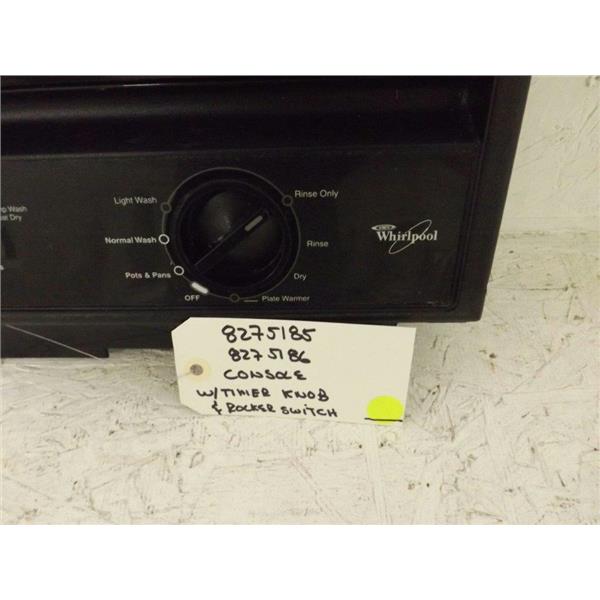 Light Wash
Rinse Only
Normal Wash
Rinse
Pots & Pans
Dry
OFF
Plate Warmer
Whirlpool
8275185
8275186
CONSOLE
W/TIMER KNOB
& ROCKER SWITCH